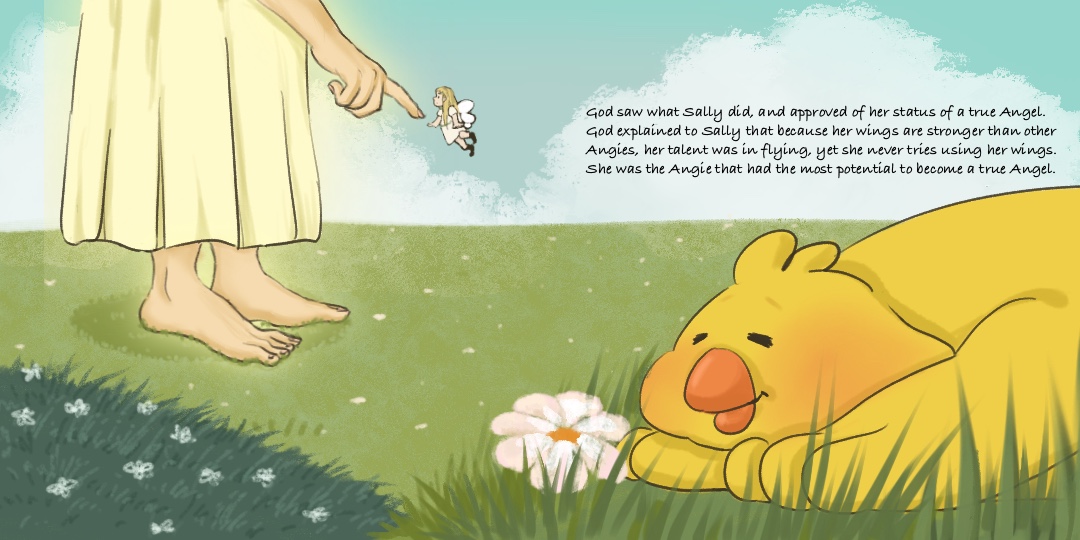 God saw what Sally did, and approved of her status of a true Angel.
God explained to Sally that because her wings are stronger than other
Angies, her talent was in flying, yet she never tries using her wings.
She was the Angie that had the most potential to become a true Angel.